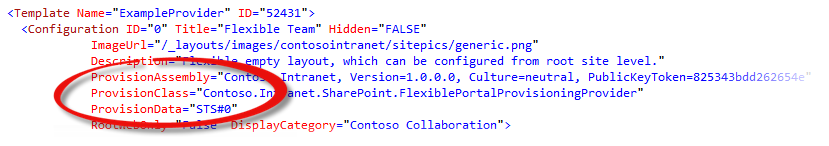 <Template Name="ExampleProvider" ID="52431">
<Configuration ID="0" Title="Flexible Team" Hidden="FALSE"
ImageUrl="/_layouts/images/contosointranet/sitepics/generic.png"
Description="Flexible empty layout, which can be configured from root site level."
ProvisionAssembly="Contoso.Intranet, Version=1.0.0.0, Culture=neutral, PublicKeyToken=825343bdd262654e"
ProvisionClass="Contoso.Intranet.SharePoint.FlexiblePortalProvisioningProvider"
ProvisionData="STS#0"
RootWebOnly="False" DisplayCategory="Contoso Collaboration">